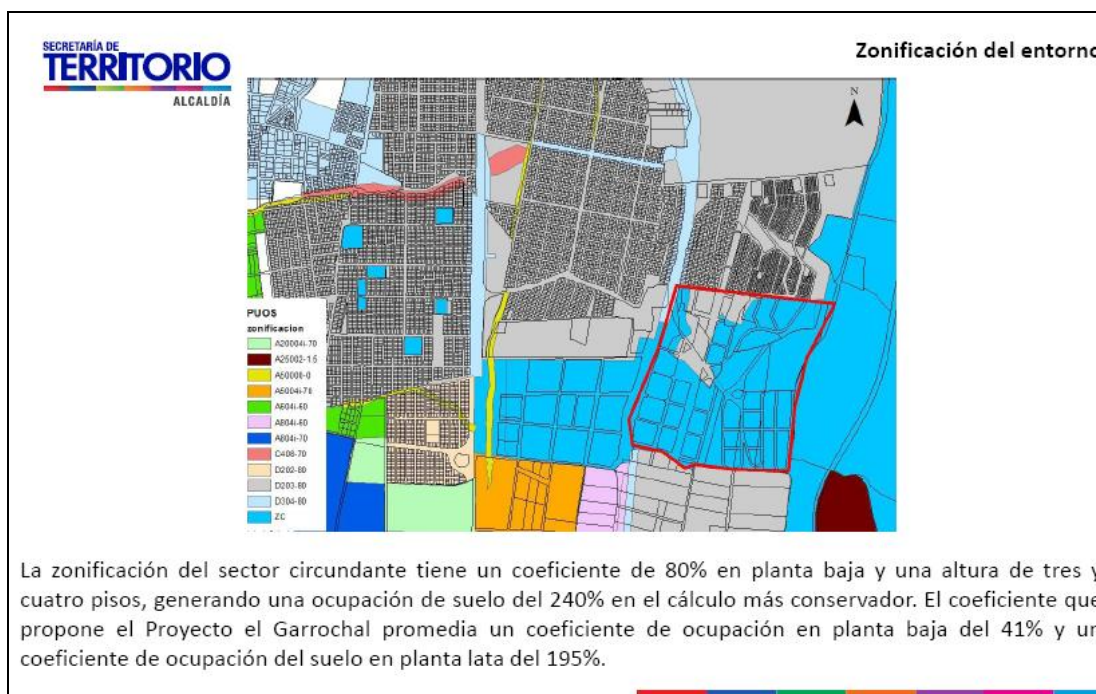 SECRETARÍA DE
TERRITORIO
ALCALDÍA
Zonificación del entorno
N
PUOS
zonificacion
A20004i-70
A25002-1.5
A50000-0
A5004i-70
A604i-60
A804i-60
A804i-70
C406-70
D202-80
D203-80
D304-80
ZC
La zonificación del sector circundante tiene un coeficiente de 80% en planta baja y una altura de tres y
cuatro pisos, generando una ocupación de suelo del 240% en el cálculo más conservador. El coeficiente que
propone el Proyecto el Garrochal promedia un coeficiente de ocupación en planta baja del 41% y un
coeficiente de ocupación del suelo en planta lata del 195%.